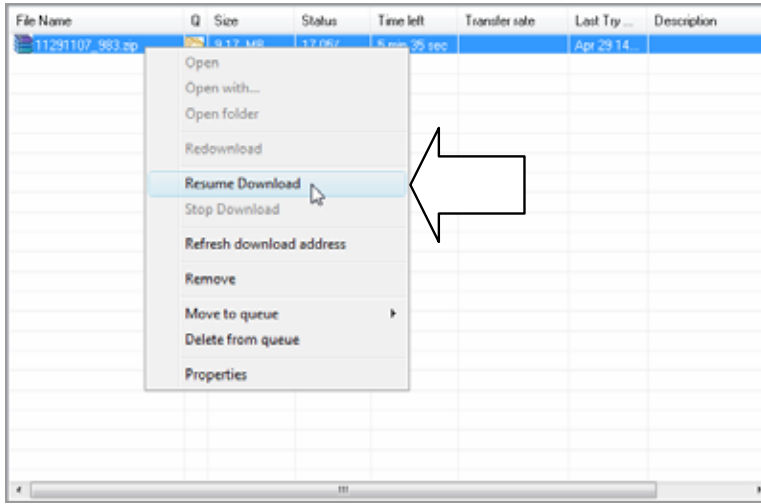 File Name Q Size Status Time left Transfer rate Last Try ... Description
11291107_983.zip 9.17 MB 5 min 35 sec Apr 29 14...
Open
Open with...
Open folder
Redownload
Resume Download
Stop Download
Refresh download address
Remove
Move to queue
Delete from queue
Properties